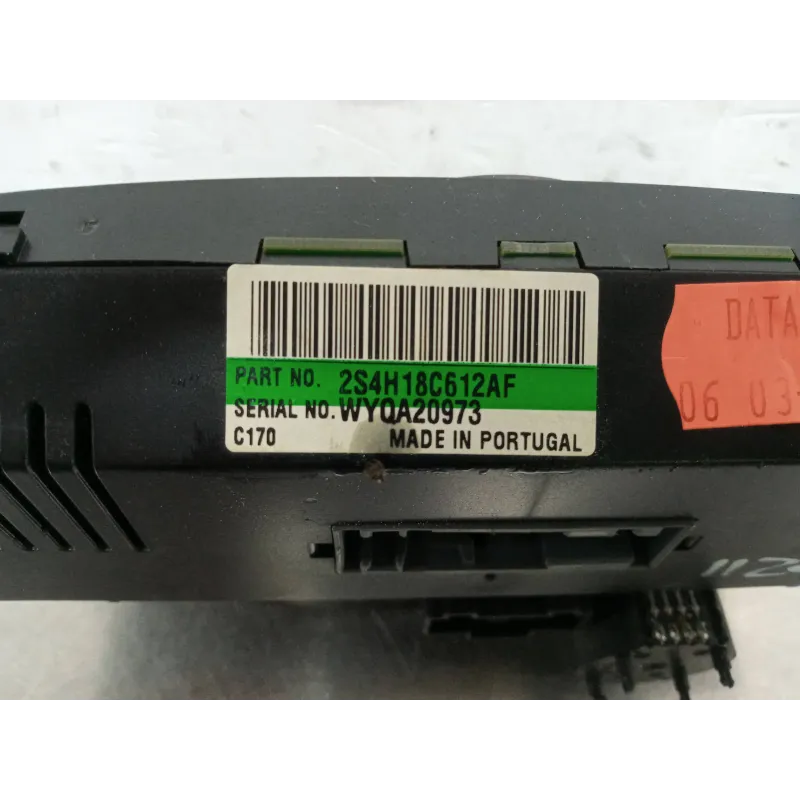 PART NO. 2S4H18C612AF
SERIAL NO. WYQA20973
C170 MADE IN PORTUGAL
DATA
06 03